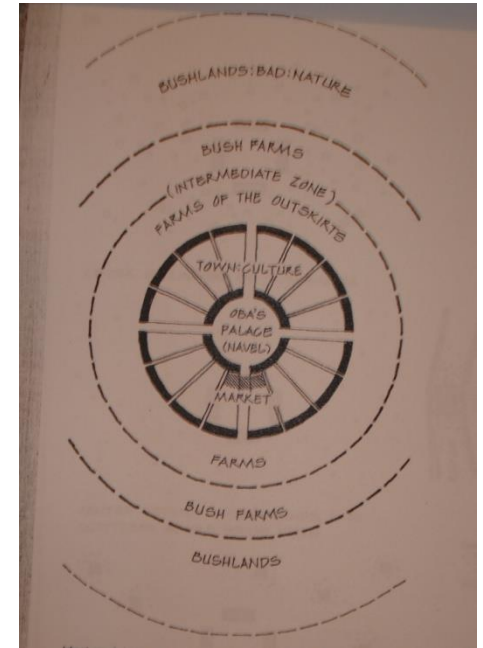 BUSHLANDS:BAD:NATURE
BUSH FARMS
(INTERMEDIATE ZONE)
FARMS OF THE OUTSKIRTS
TOWN:CULTURE
OBA'S
PALACE
(NAVEL)
MARKET
FARMS
BUSH FARMS
BUSHLANDS